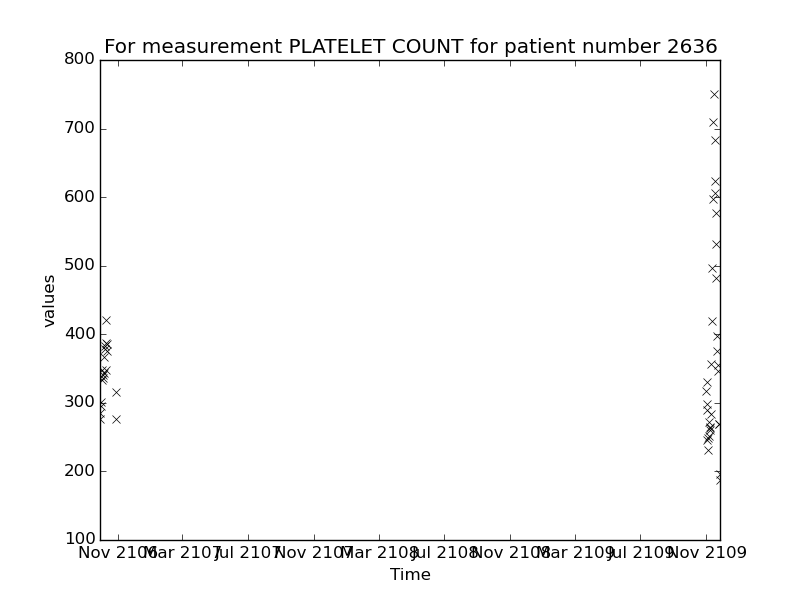 For measurement PLATELET COUNT for patient number 2636
800
700
600
500
400
300
200
100
values
Nov 2106 Mar 2107 Jul 2107 Nov 2107 Mar 2108 Jul 2108 Nov 2108 Mar 2109 Jul 2109 Nov 2109
Time